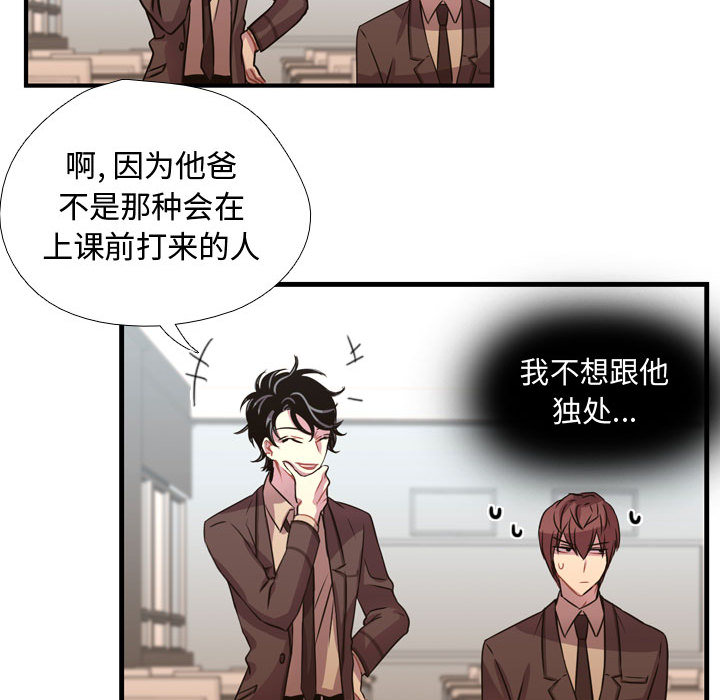 啊, 因为他爸
不是那种会在
上课前打来的人
我不想跟他
独处...